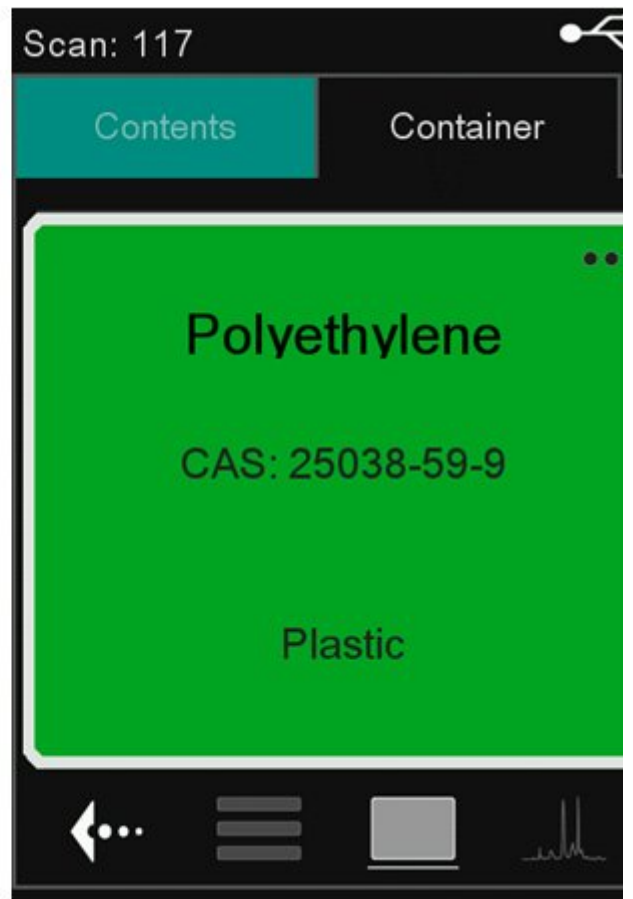 Scan: 117
Contents
Container
Polyethylene
CAS: 25038-59-9
Plastic